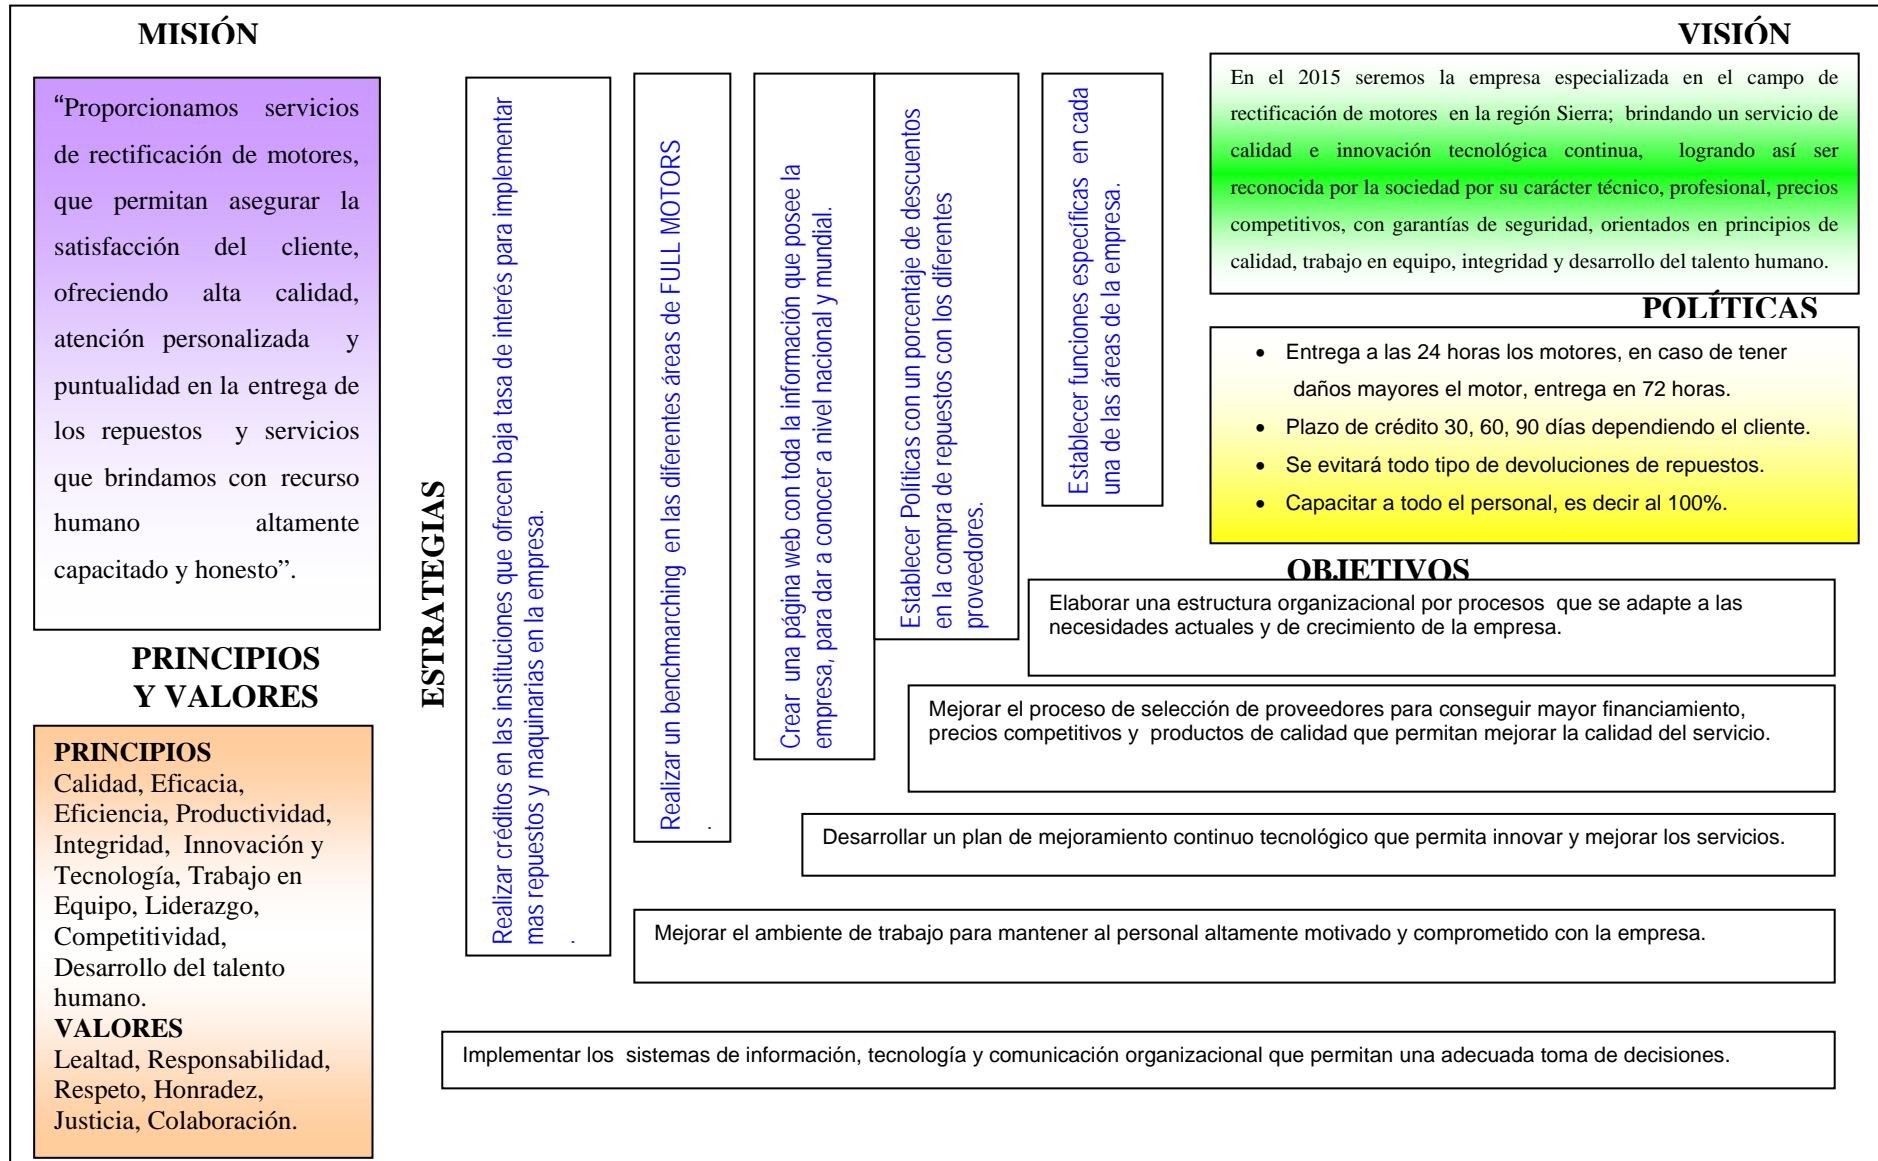 MISIÓN
“Proporcionamos servicios
de rectificación de motores,
que permitan asegurar la
satisfacción del cliente,
ofreciendo alta calidad,
atención personalizada y
puntualidad en la entrega de
los repuestos y servicios
que brindamos con recurso
humano altamente
capacitado y honesto”.
PRINCIPIOS
Y VALORES
PRINCIPIOS
Calidad, Eficacia,
Eficiencia, Productividad,
Integridad, Innovación y
Tecnología, Trabajo en
Equipo, Liderazgo,
Competitividad,
Desarrollo del talento
humano.
VALORES
Lealtad, Responsabilidad,
Respeto, Honradez,
Justicia, Colaboración.
ESTRATEGIAS
Realizar créditos en las instituciones que ofrecen baja tasa de interés para implementar
mas repuestos y maquinarias en la empresa.
.
Realizar un benchmarching en las diferentes áreas de FULL MOTORS
.
Crear una página web con toda la información que posee la
empresa, para dar a conocer a nivel nacional y mundial.
Establecer Políticas con un porcentaje de descuentos
en la compra de repuestos con los diferentes
proveedores.
Establecer funciones específicas en cada
una de las áreas de la empresa.
VISIÓN
En el 2015 seremos la empresa especializada en el campo de
rectificación de motores en la región Sierra; brindando un servicio de
calidad e innovación tecnológica continua, logrando así ser
reconocida por la sociedad por su carácter técnico, profesional, precios
competitivos, con garantías de seguridad, orientados en principios de
calidad, trabajo en equipo, integridad y desarrollo del talento humano.
POLÍTICAS
• Entrega a las 24 horas los motores, en caso de tener
daños mayores el motor, entrega en 72 horas.
• Plazo de crédito 30, 60, 90 días dependiendo el cliente.
• Se evitará todo tipo de devoluciones de repuestos.
• Capacitar a todo el personal, es decir al 100%.
OBJETIVOS
Elaborar una estructura organizacional por procesos que se adapte a las
necesidades actuales y de crecimiento de la empresa.
Mejorar el proceso de selección de proveedores para conseguir mayor financiamiento,
precios competitivos y productos de calidad que permitan mejorar la calidad del servicio.
Desarrollar un plan de mejoramiento continuo tecnológico que permita innovar y mejorar los servicios.
Mejorar el ambiente de trabajo para mantener al personal altamente motivado y comprometido con la empresa.
Implementar los sistemas de información, tecnología y comunicación organizacional que permitan una adecuada toma de decisiones.